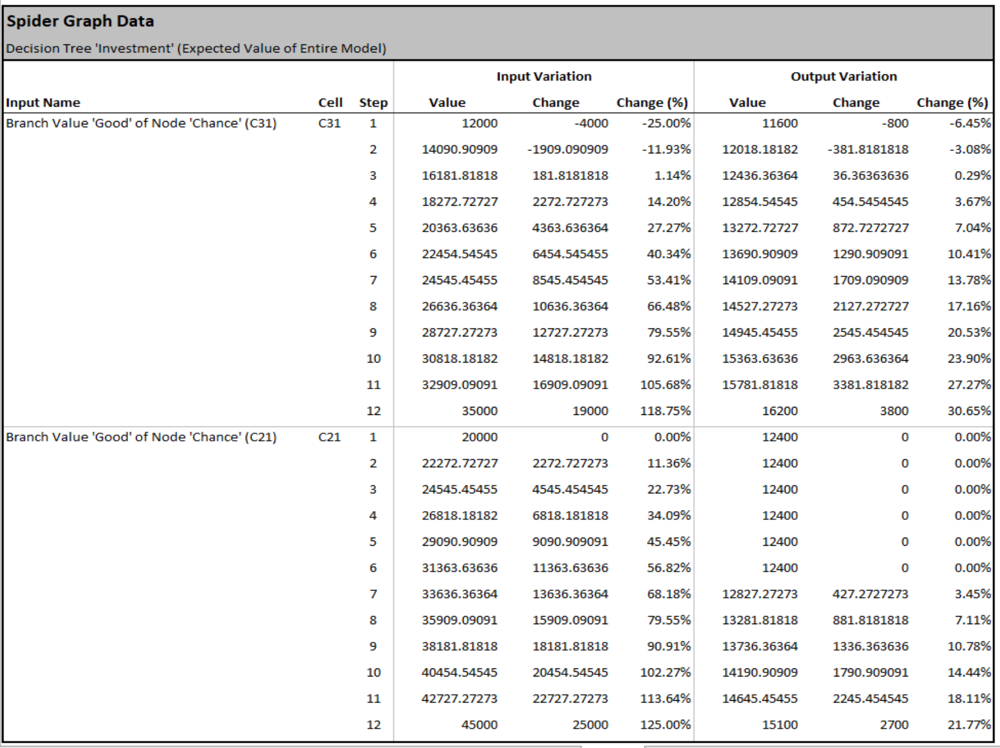 Spider Graph Data
Decision Tree 'Investment' (Expected Value of Entire Model)
Input Variation Output Variation
Input Name Cell Step Value Change Change (%) Value Change Change (%)
Branch Value 'Good' of Node 'Chance' (C31) C31 1 12000 -4000 -25.00% 11600 -800 -6.45%
2 14090.90909 -1909.090909 -11.93% 12018.18182 -381.8181818 -3.08%
3 16181.81818 181.8181818 1.14% 12436.36364 36.36363636 0.29%
4 18272.72727 2272.727273 14.20% 12854.54545 454.5454545 3.67%
5 20363.63636 4363.636364 27.27% 13272.72727 872.7272727 7.04%
6 22454.54545 6454.545455 40.34% 13690.90909 1290.909091 10.41%
7 24545.45455 8545.454545 53.41% 14109.09091 1709.090909 13.78%
8 26636.36364 10636.36364 66.48% 14527.27273 2127.272727 17.16%
9 28727.27273 12727.27273 79.55% 14945.45455 2545.454545 20.53%
10 30818.18182 14818.18182 92.61% 15363.63636 2963.636364 23.90%
11 32909.09091 16909.09091 105.68% 15781.81818 3381.818182 27.27%
12 35000 19000 118.75% 16200 3800 30.65%
Branch Value 'Good' of Node 'Chance' (C21) C21 1 20000 0 0.00% 12400 0 0.00%
2 22272.72727 2272.727273 11.36% 12400 0 0.00%
3 24545.45455 4545.454545 22.73% 12400 0 0.00%
4 26818.18182 6818.181818 34.09% 12400 0 0.00%
5 29090.90909 9090.909091 45.45% 12400 0 0.00%
6 31363.63636 11363.63636 56.82% 12400 0 0.00%
7 33636.36364 13636.36364 68.18% 12827.27273 427.2727273 3.45%
8 35909.09091 15909.09091 79.55% 13281.81818 881.8181818 7.11%
9 38181.81818 18181.81818 90.91% 13736.36364 1336.363636 10.78%
10 40454.54545 20454.54545 102.27% 14190.90909 1790.909091 14.44%
11 42727.27273 22727.27273 113.64% 14645.45455 2245.454545 18.11%
12 45000 25000 125.00% 15100 2700 21.77%